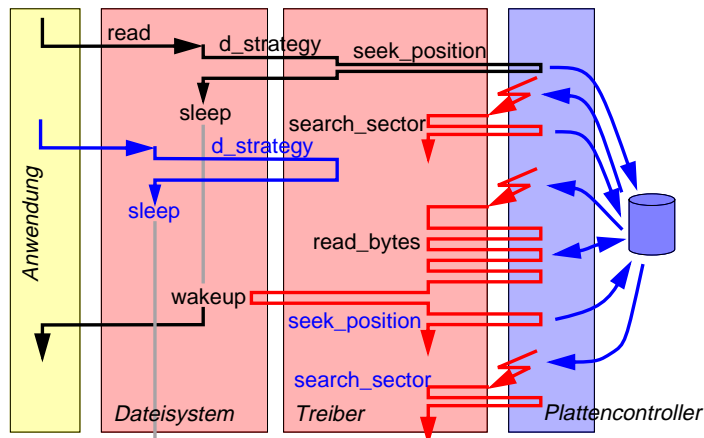 read
d_strategy
seek_position
sleep
search_sector
d_strategy
sleep
read_bytes
wakeup
seek_position
search_sector
Anwendung
Dateisystem
Treiber
Plattencontroller